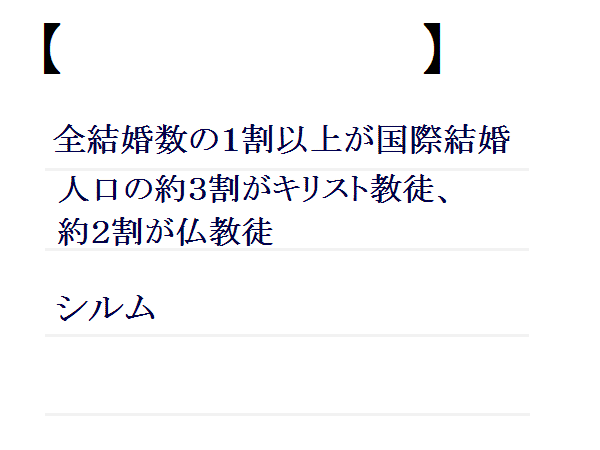 【　　　　　　　　　】
全結婚数の1割以上が国際結婚
人口の約3割がキリスト教徒、
約2割が仏教徒
シルム